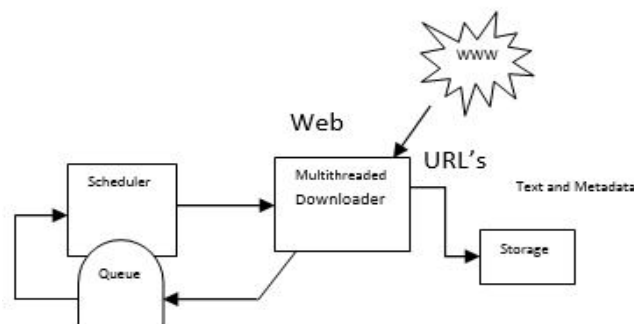 WWW
Web
URL's
Scheduler
Multithreaded
Downloader
Text and Metadata
Storage
Queue